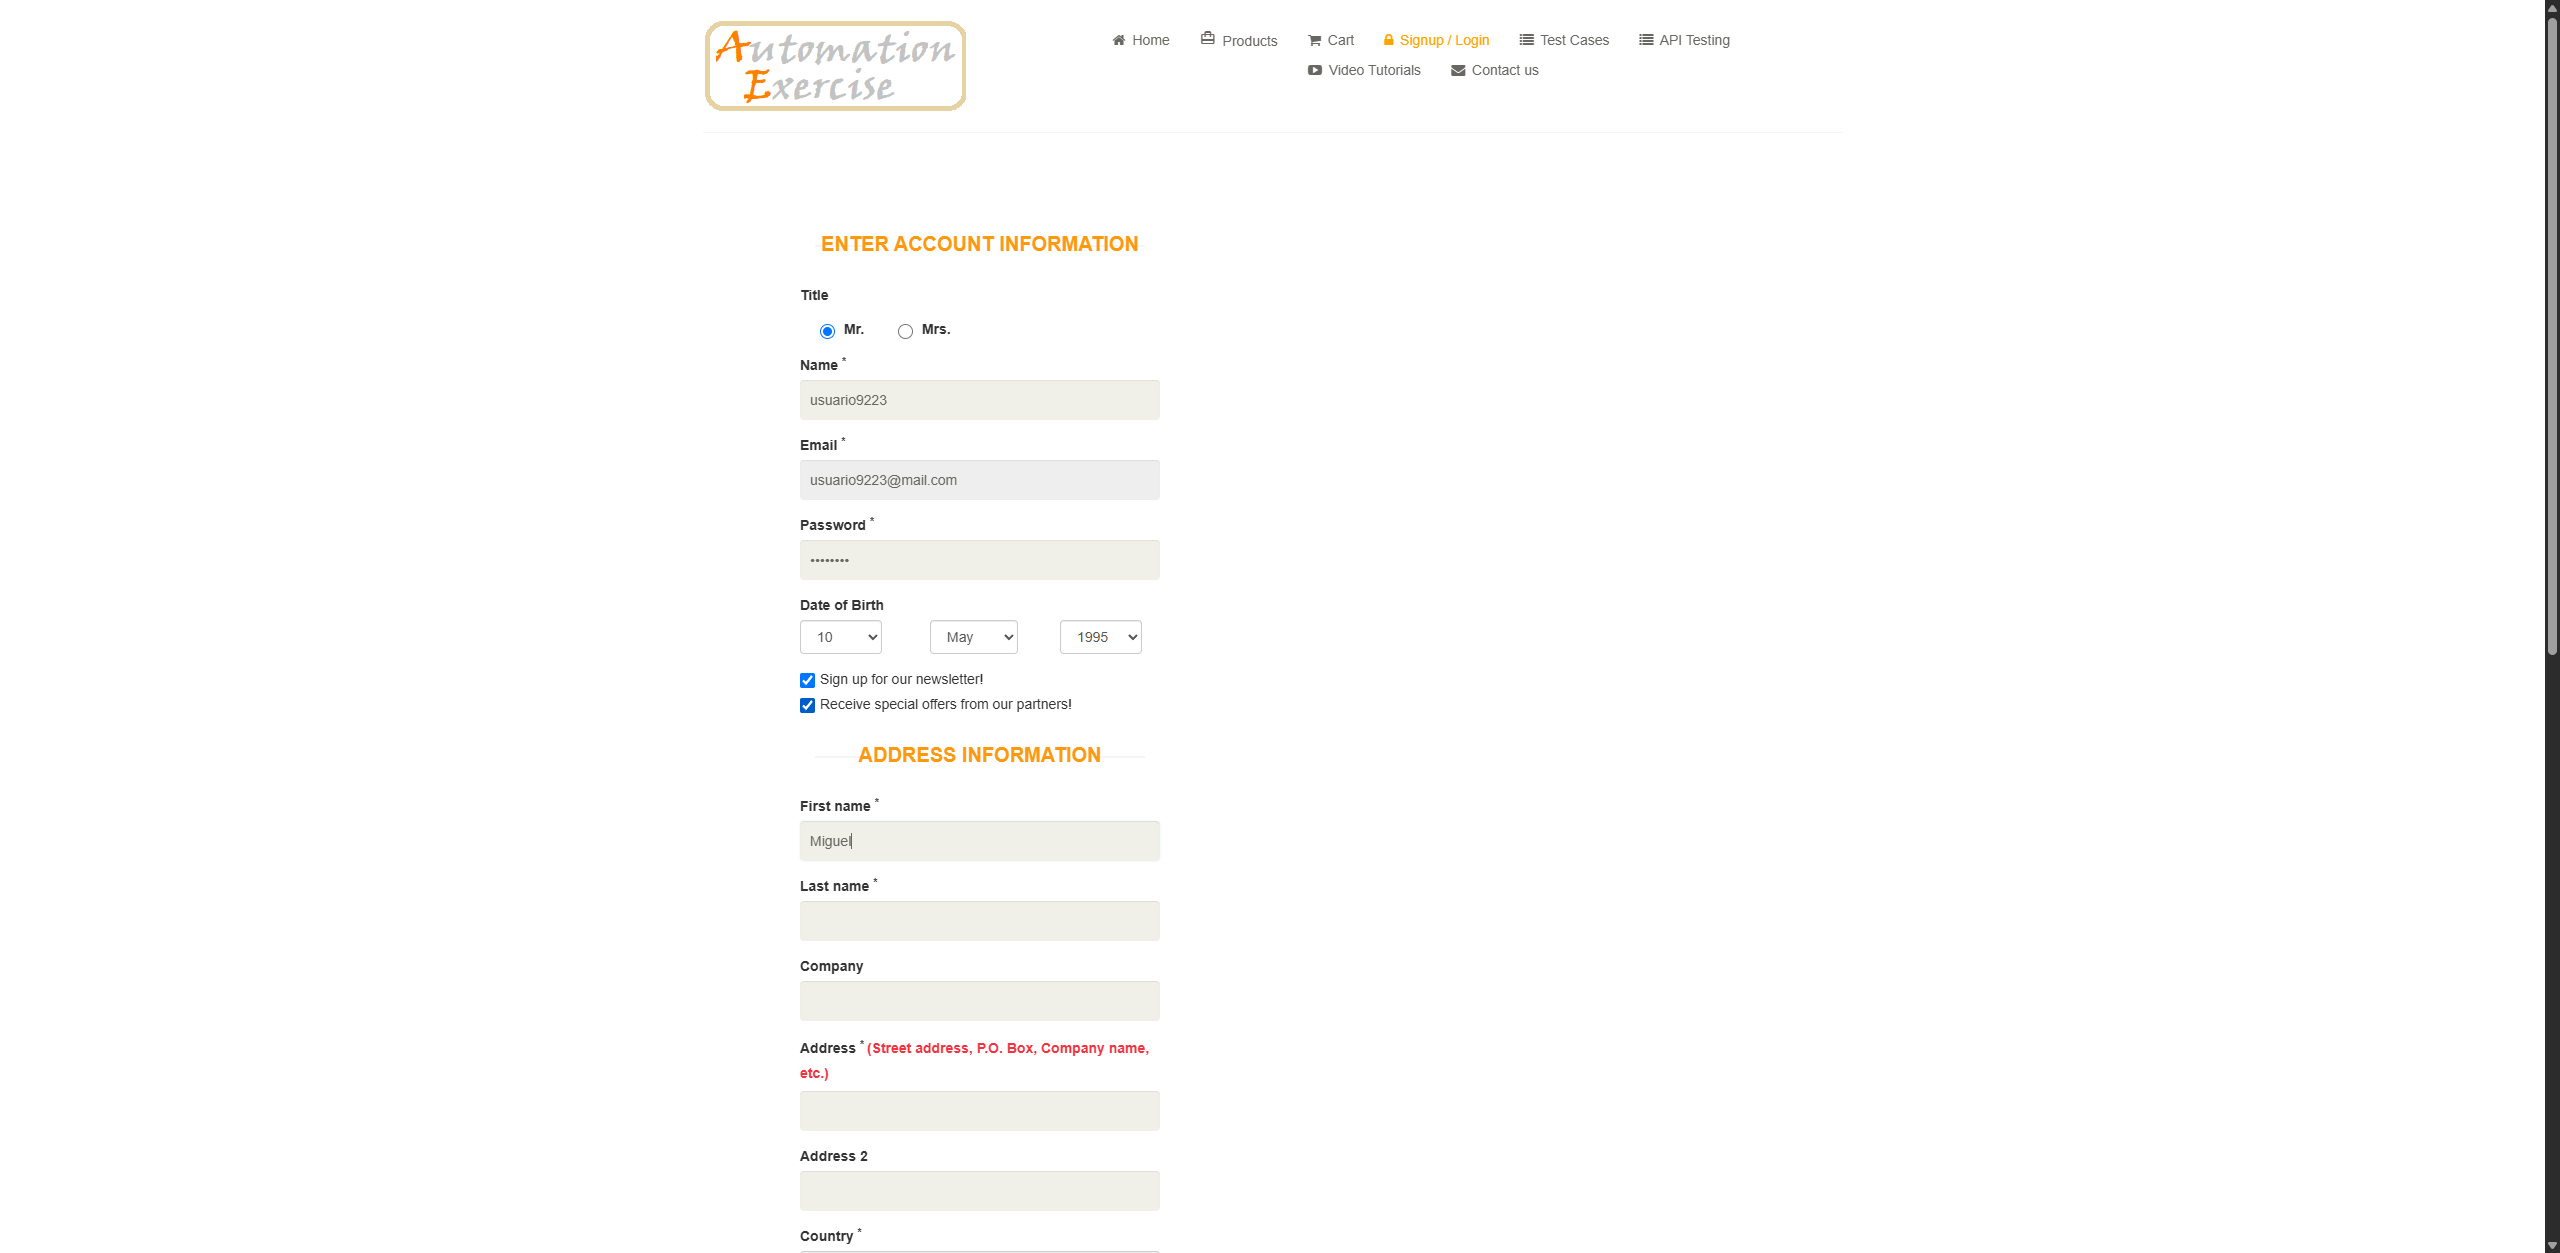 Automation
Exercise
Home
Products
Cart
Signup / Login
Test Cases
API Testing
Video Tutorials
Contact us
ENTER ACCOUNT INFORMATION
Title
Mr.
Mrs.
Name *
usuario9223
Email *
usuario9223@mail.com
Password *
••••••••
Date of Birth
10
May
1995
Sign up for our newsletter!
Receive special offers from our partners!
ADDRESS INFORMATION
First name *
Miguel
Last name *
Company
Address * (Street address, P.O. Box, Company name,
etc.)
Address 2
Country *